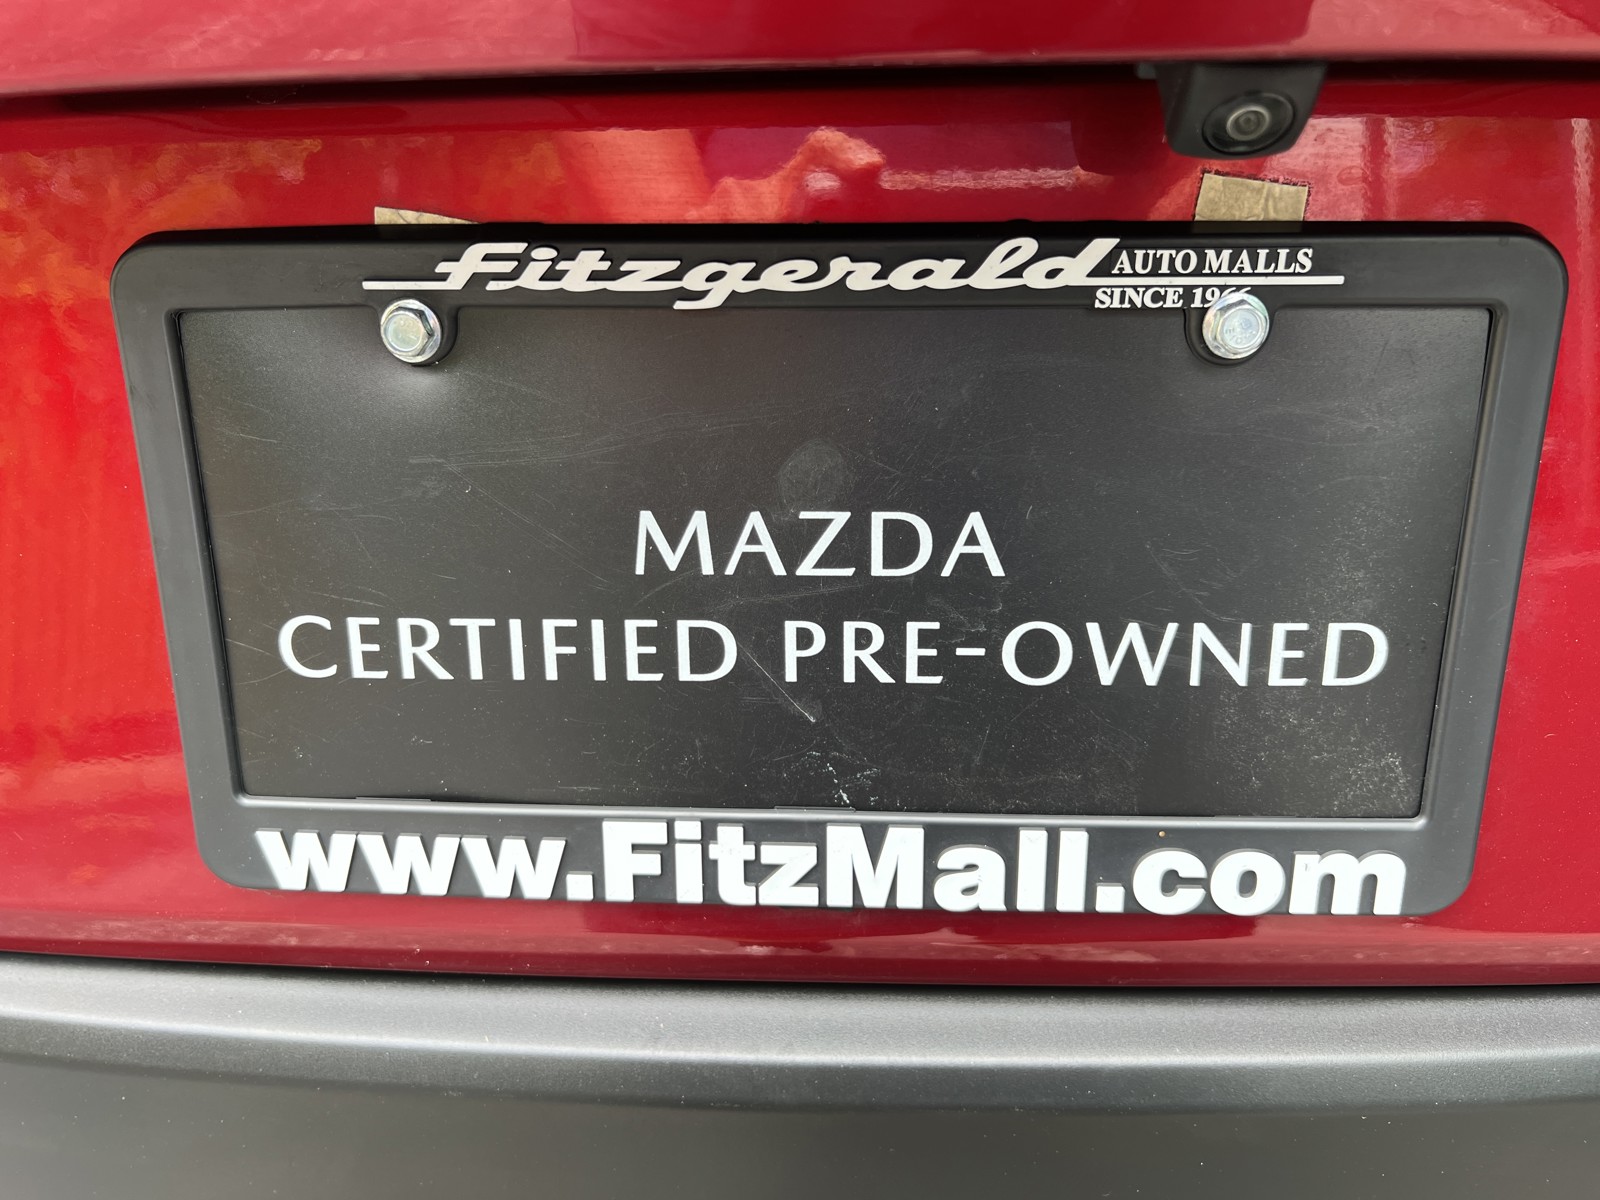 Fitzgerald AUTO MALLS
SINCE 1966
MAZDA
CERTIFIED PRE-OWNED
www.FitzMall.com